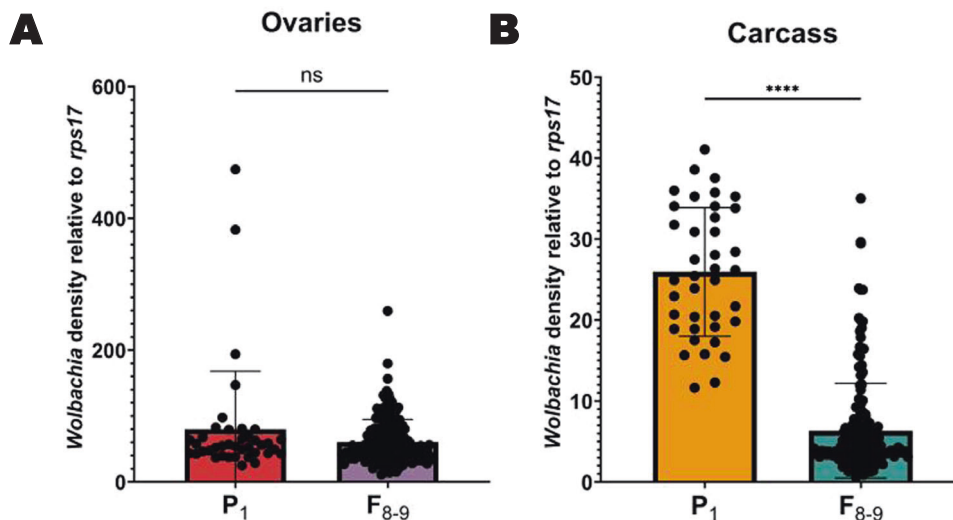 A
Ovaries
Wolbachia density relative to rps17
600
400
200
0
ns
P₁
F₈₋₉
B
Carcass
Wolbachia density relative to rps17
50
40
30
20
10
0
****
P₁
F₈₋₉